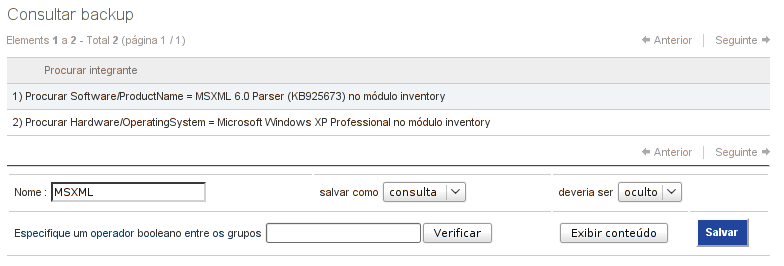 Consultar backup
Elements 1 a 2 - Total 2 (página 1 / 1)
Anterior | Seguinte
Procurar integrante
1) Procurar Software/ProductName = MSXML 6.0 Parser (KB925673) no módulo inventory
2) Procurar Hardware/OperatingSystem = Microsoft Windows XP Professional no módulo inventory
Anterior | Seguinte
Nome : MSXML salvar como consulta deveria ser oculto
Especifique um operador booleano entre os grupos Verificar Exibir conteúdo Salvar